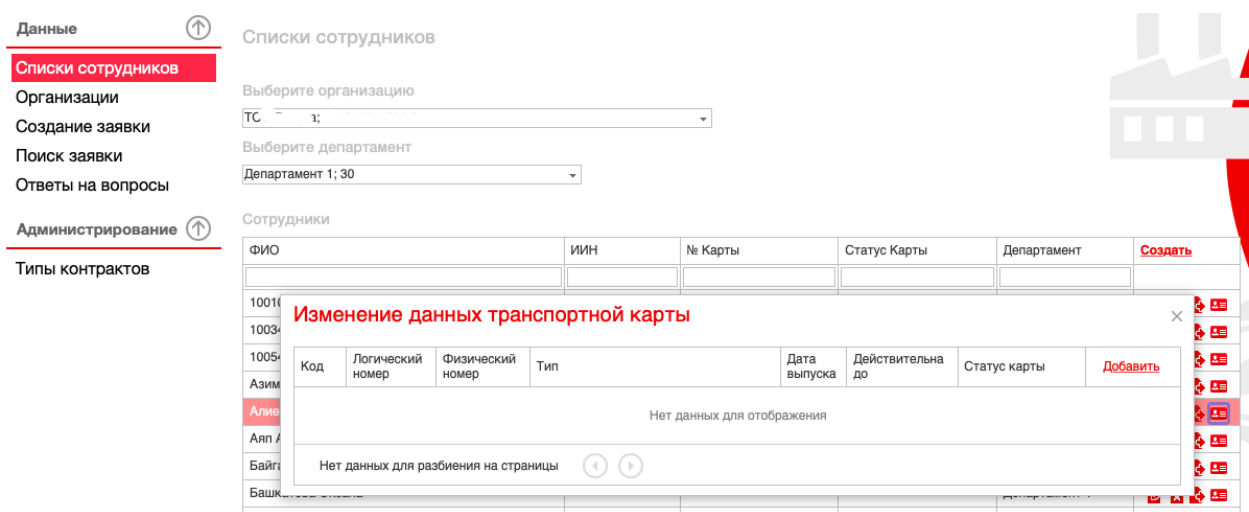 Данные
Списки сотрудников
Организации
Создание заявки
Поиск заявки
Ответы на вопросы
Администрирование
Типы контрактов
Списки сотрудников
Выберите организацию
Выберите департамент
Департамент 1; 30
Сотрудники
ФИО ИИН № Карты Статус Карты Департамент Создать
Изменение данных транспортной карты
Код Логический номер Физический номер Тип Дата выпуска Действительна до Статус карты Добавить
Нет данных для отображения
Нет данных для разбиения на страницы